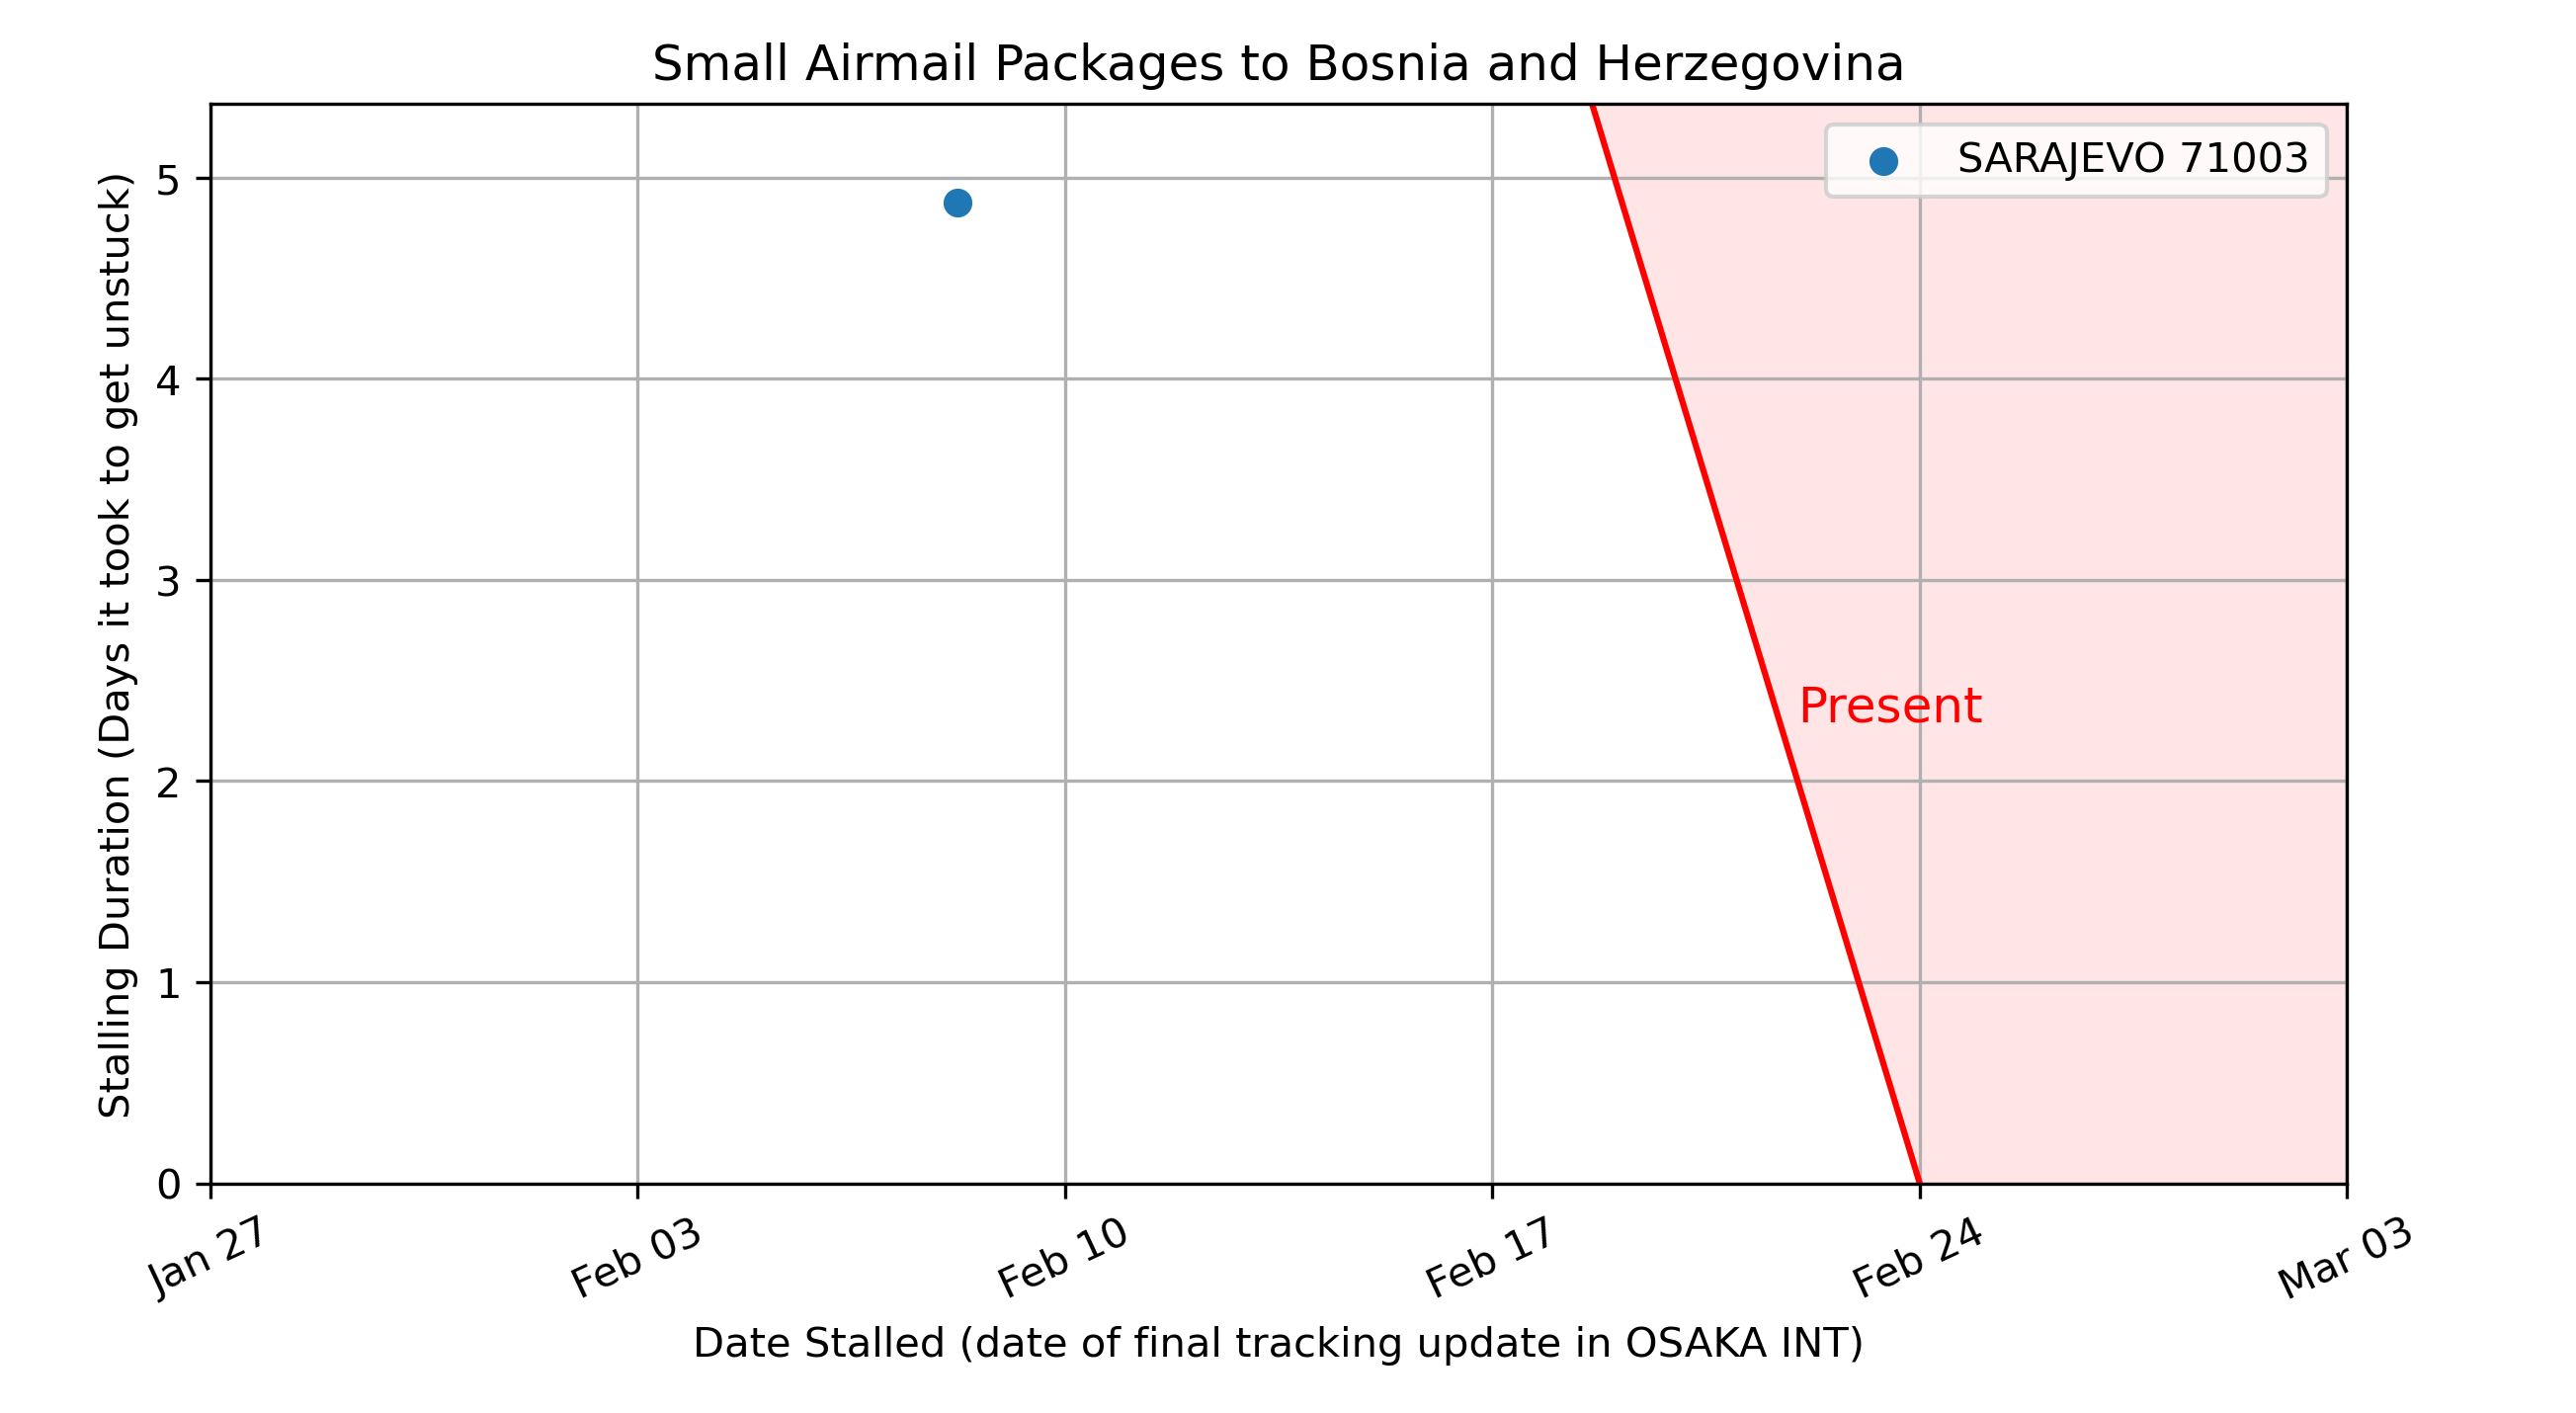 Small Airmail Packages to Bosnia and Herzegovina
SARAJEVO 71003
Present
Stalling Duration (Days it took to get unstuck)
5
4
3
2
1
0
Jan 27
Feb 03
Feb 10
Feb 17
Feb 24
Mar 03
Date Stalled (date of final tracking update in OSAKA INT)